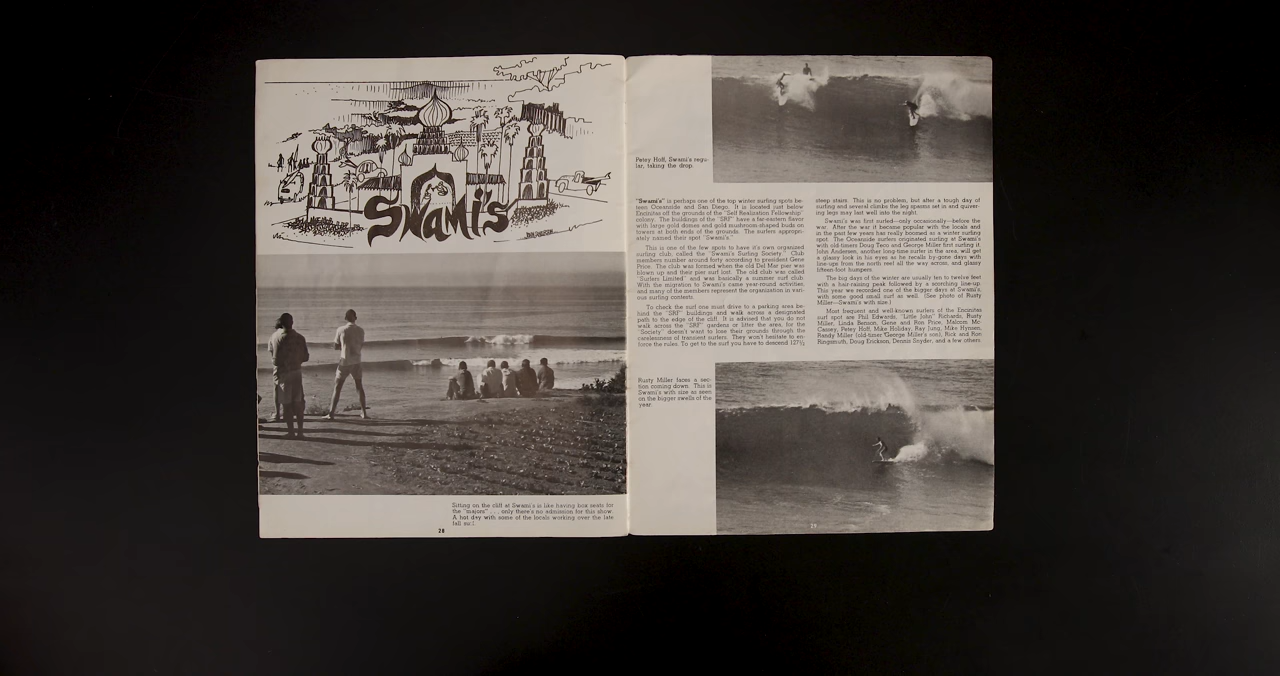 Swami's
Sitting on the cliff at Swami's is like having box seats for
the "majors" . . . only there's no admission for this show.
A hot day with some of the locals working over the late
fall surf.
28
Petey Hoff, Swami's regu-
lar, taking the drop.
"Swami's" is perhaps one of the top winter surfing spots be-
teen Oceanside and San Diego. It is located just below
Encinitas off the grounds of the "Self Realization Fellowship"
colony. The buildings of the "SRF" have a far-eastern flavor
with large gold domes and gold mushroom-shaped buds on
towers at both ends of the grounds. The surfers appropri-
ately named their spot "Swami's."
This is one of the few spots to have it's own organized
surfing club, called the "Swami's Surfing Society." Club
members number around forty according to president Gene
Price. The club was formed when the old Del Mar pier was
blown up and their pier surf lost. The old club was called
"Surfers Limited" and was basically a summer surf club.
With the migration to Swami's came year-round activities
and many of the members represent the organization in vari-
ous surfing contests.
To check the surf one must drive to a parking area be-
hind the "SRF" buildings and walk across a designated
path to the edge of the cliff. It is advised that you do not
walk across the "SRF" gardens or litter the area, for the
"Society" doesn't want to lose their grounds through the
carelessness of transient surfers. They won't hesitate to en-
force the rules. To get to the surf you have to descend 127½
steep stairs. This is no problem, but after a tough day of
surfing and several climbs the leg spasms set in and quiver-
ing legs may last well into the night.
Swami's was first surfed—only occasionally—before the
war. After the war it become popular with the locals and
in the past few years has really boomed as a winter surfing
spot. The Oceanside surfers originated surfing at Swami's
with old timers Doug Teco and George Miller first surfing it.
John Andersen, another long-time surfer in the area, will get
a glassy look in his eyes as he recalls by-gone days with
line-ups from the north reef all the way across, and glassy
fifteen-foot bumpers.
The big days of the winter are usually ten to twelve feet
with a hair-raising peak followed by a scorching line-up.
This year we recorded one of the bigger days at Swami's,
with some good small surf as well. (See photo of Rusty
Miller—Swami's with size.)
Most frequent and well-known surfers of the Encinitas
surf spot are Phil Edwards, "Little John" Richards, Rusty
Miller, Linda Benson, Gene and Ron Price, Malcom Mc-
Cassey, Petey Hoff, Mike Holiday, Ray Jung, Mike Hynsen,
Randy Miller (old-timer "George Miller's son), Rick and Ron
Ringsmuth, Doug Erickson, Dennis Snyder, and a few others.
Rusty Miller faces a sec-
tion coming down. This is
Swami's with size as seen
on the bigger swells of the
year.
29